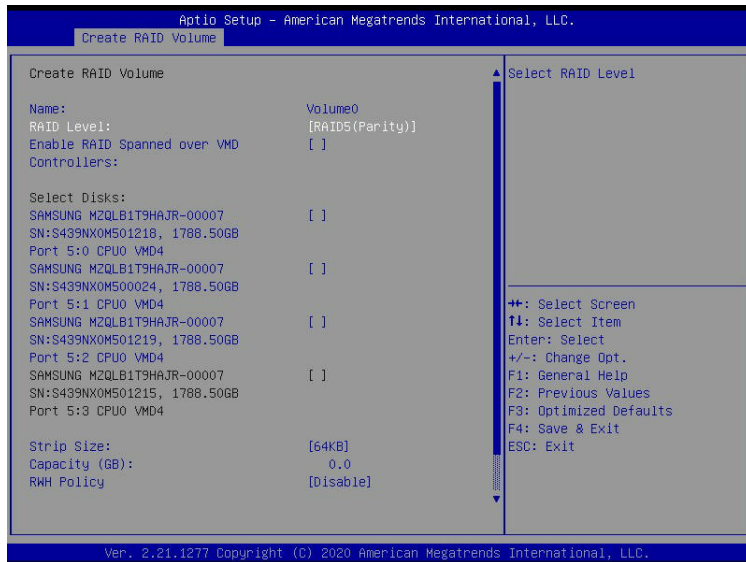 Aptio Setup – American Megatrends International, LLC.
Create RAID Volume
Create RAID Volume
Name: Volume0
RAID Level: [RAID5(Parity)]
Enable RAID Spanned over VMD [ ]
Controllers:
Select Disks:
SAMSUNG MZQLB1T9HAJR-00007 [ ]
SN:S439NX0M501218, 1788.50GB
Port 5:0 CPU0 VMD4
SAMSUNG MZQLB1T9HAJR-00007 [ ]
SN:S439NX0M500024, 1788.50GB
Port 5:1 CPU0 VMD4
SAMSUNG MZQLB1T9HAJR-00007 [ ]
SN:S439NX0M501219, 1788.50GB
Port 5:2 CPU0 VMD4
SAMSUNG MZQLB1T9HAJR-00007 [ ]
SN:S439NX0M501215, 1788.50GB
Port 5:3 CPU0 VMD4
Strip Size: [64KB]
Capacity (GB): 0.0
RWH Policy [Disable]
Select RAID Level
→←: Select Screen
↑↓: Select Item
Enter: Select
+/-: Change Opt.
F1: General Help
F2: Previous Values
F3: Optimized Defaults
F4: Save & Exit
ESC: Exit
Ver. 2.21.1277 Copyright (C) 2020 American Megatrends International, LLC.